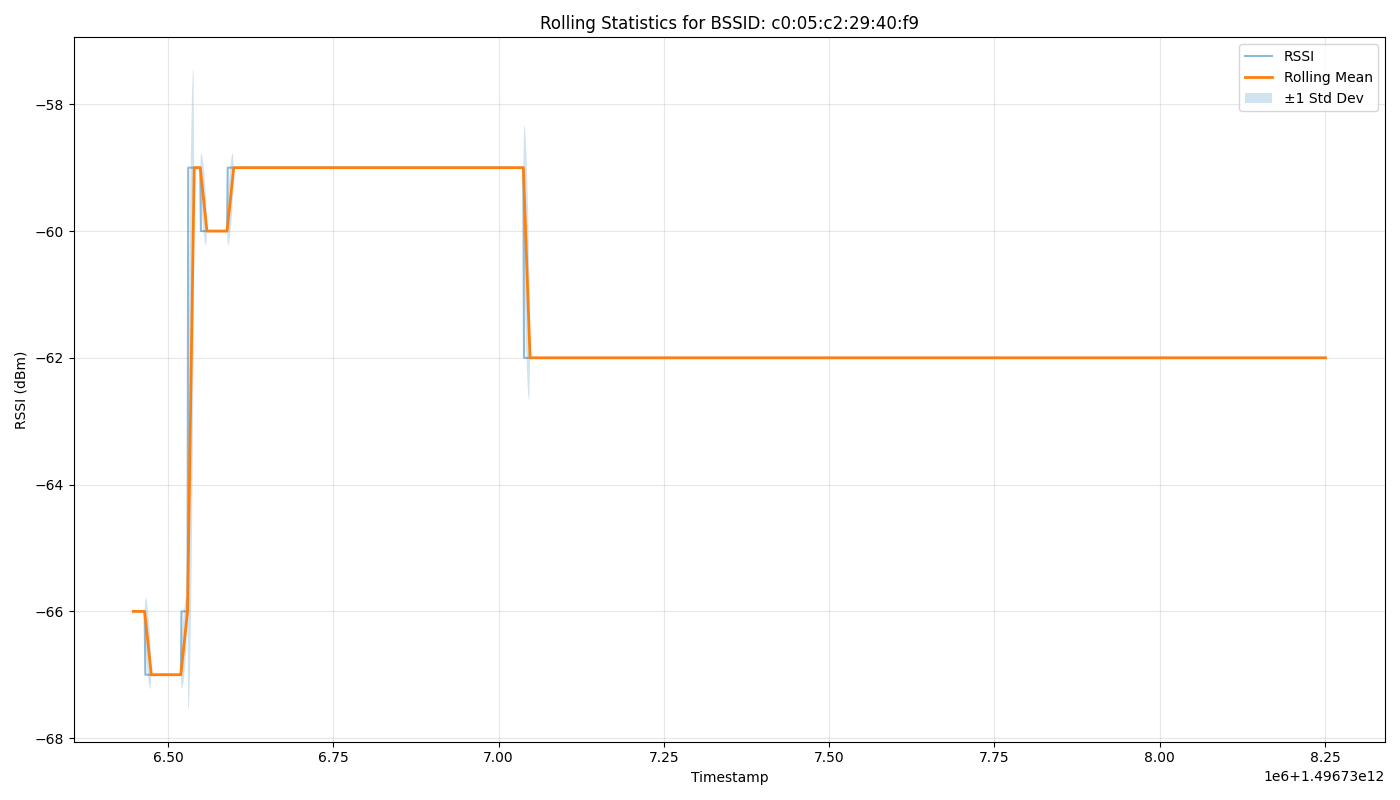 Rolling Statistics for BSSID: c0:05:c2:29:40:f9
RSSI
Rolling Mean
±1 Std Dev
RSSI (dBm)
−58
−60
−62
−64
−66
−68
6.50 6.75 7.00 7.25 7.50 7.75 8.00 8.25
Timestamp
1e6+1.49673e12